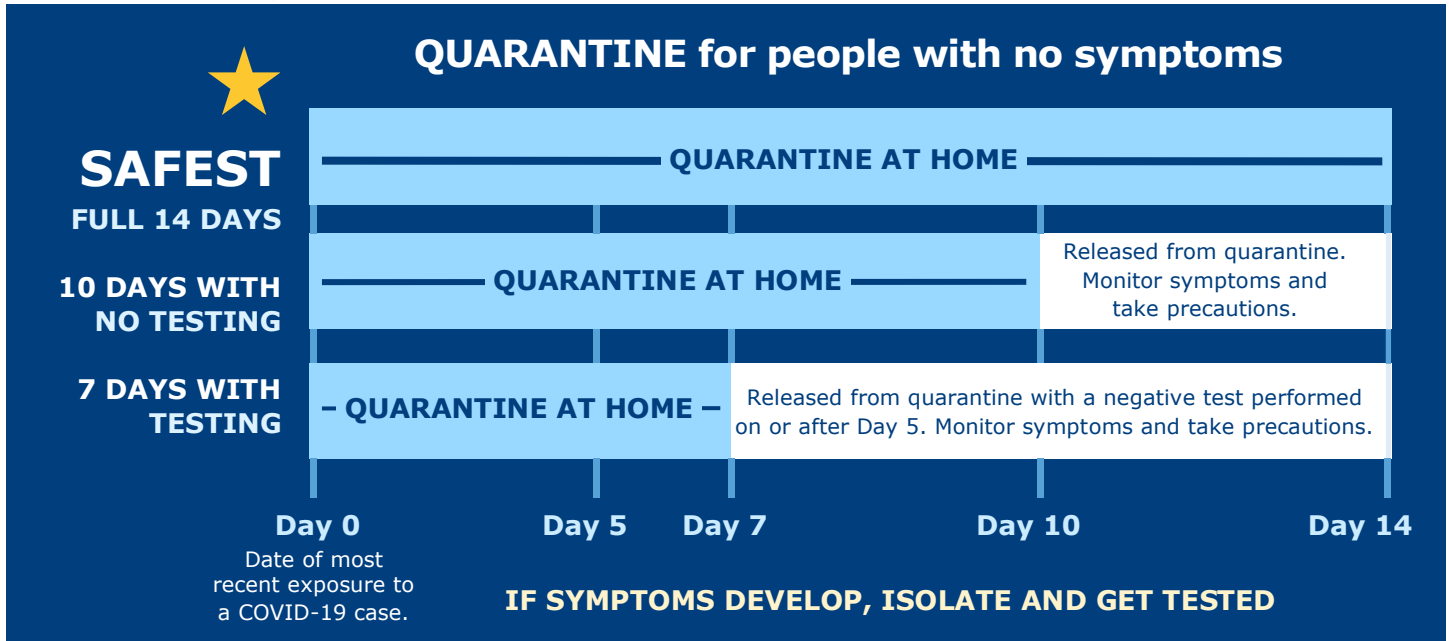 QUARANTINE for people with no symptoms
SAFEST
FULL 14 DAYS
QUARANTINE AT HOME
10 DAYS WITH
NO TESTING
QUARANTINE AT HOME
Released from quarantine.
Monitor symptoms and
take precautions.
7 DAYS WITH
TESTING
QUARANTINE AT HOME
Released from quarantine with a negative test performed
on or after Day 5. Monitor symptoms and take precautions.
Day 0
Day 5
Day 7
Day 10
Day 14
Date of most
recent exposure to
a COVID-19 case.
IF SYMPTOMS DEVELOP, ISOLATE AND GET TESTED